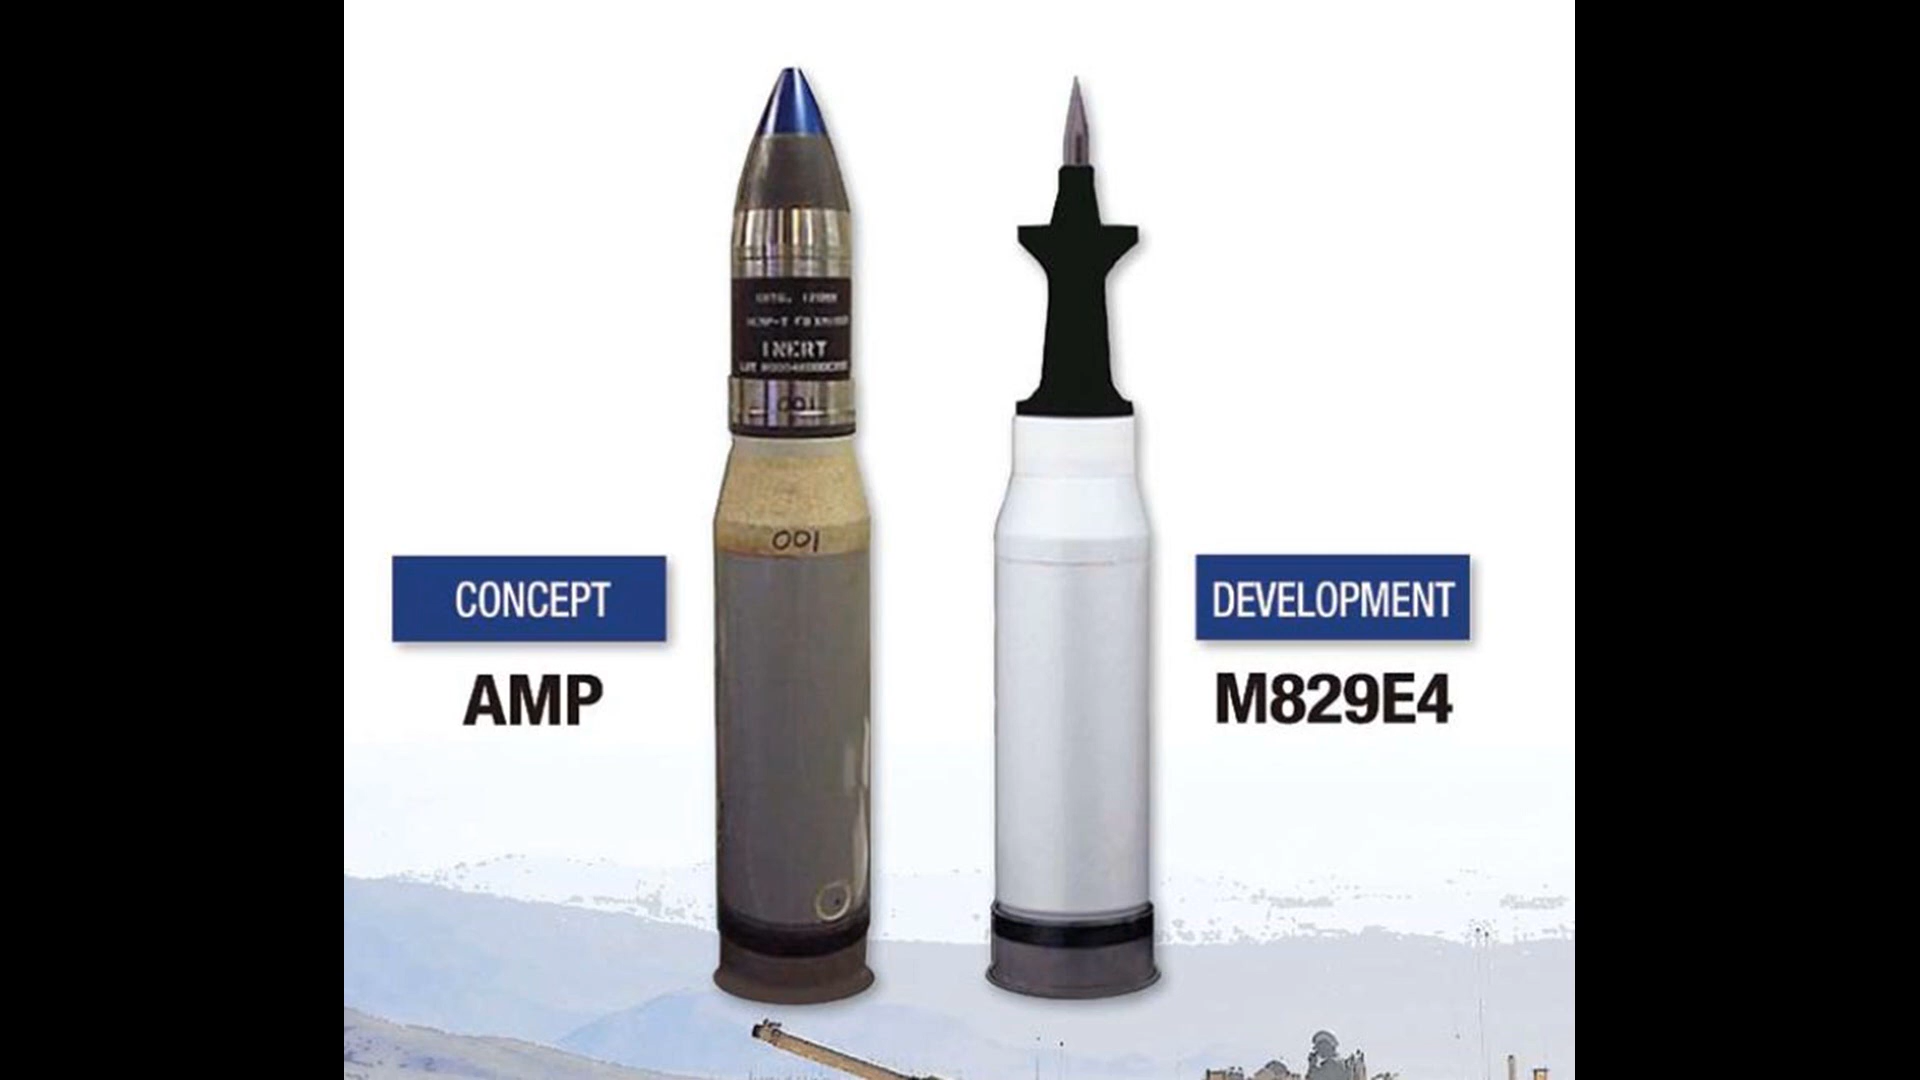 INERT
001
001
CONCEPT
AMP
DEVELOPMENT
M829E4